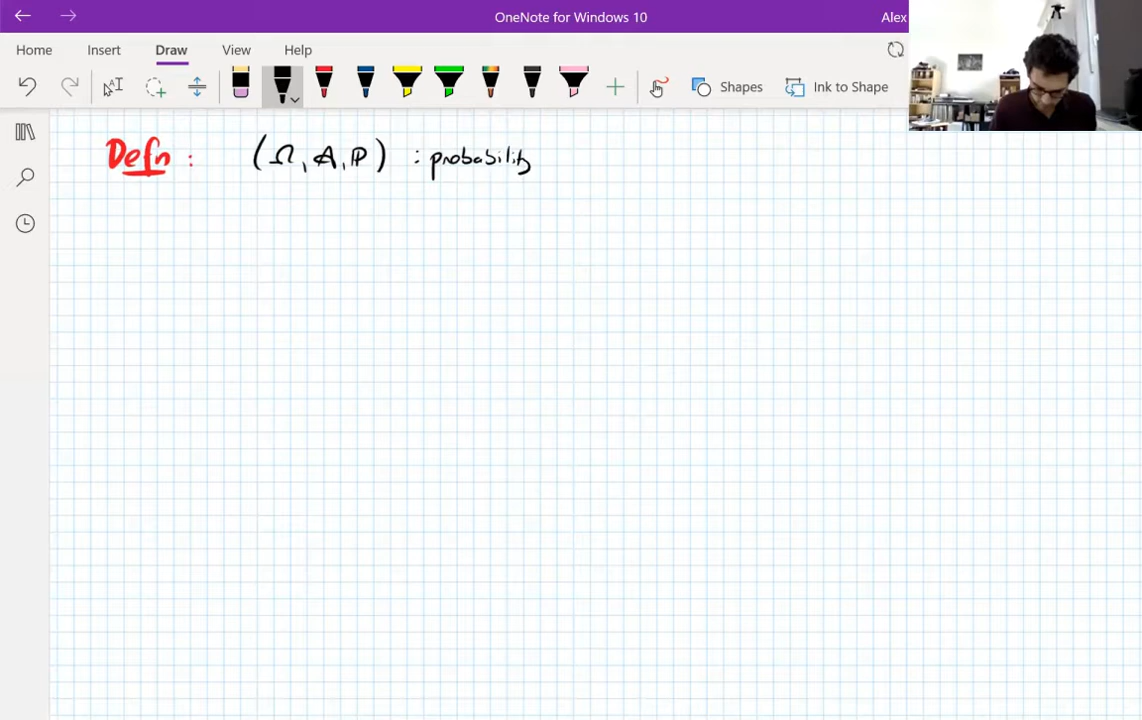 OneNote for Windows 10
Alex
Home Insert Draw View Help
Shapes Ink to Shape
Defn : (Ω, A, P) : probability